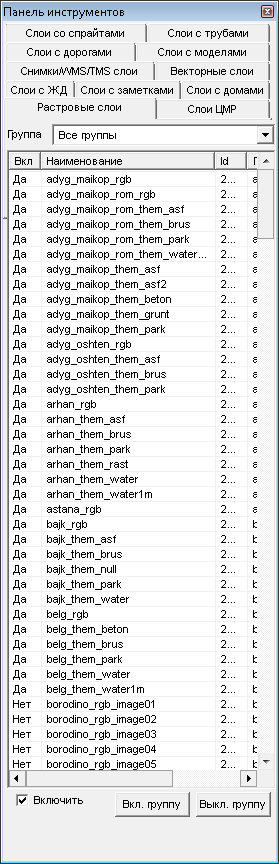 Панель инструментов
Слои со спрайтами Слои с трубами
Слои с дорогами Слои с моделями
Снимки/WMS/TMS слои Векторные слои
Слои с ЖД Слои с заметками Слои с домами
Растровые слои Слои ЦМР
Группа Все группы
Вкл Наименование Id
Да adyg_maikop_rgb 2... a
Да adyg_maikop_rom_rgb 2... a
Да adyg_maikop_rom_them_asf 2... a
Да adyg_maikop_rom_them_brus 2... a
Да adyg_maikop_rom_them_park 2... a
Да adyg_maikop_rom_them_water... 2... a
Да adyg_maikop_them_asf 2... a
Да adyg_maikop_them_asf2 2... a
Да adyg_maikop_them_beton 2... a
Да adyg_maikop_them_grunt 2... a
Да adyg_maikop_them_park 2... a
Да adyg_oshten_rgb 2... a
Да adyg_oshten_them_asf 2... a
Да adyg_oshten_them_brus 2... a
Да adyg_oshten_them_park 2... a
Да arhan_rgb 2... a
Да arhan_them_asf 2... a
Да arhan_them_brus 2... a
Да arhan_them_park 2... a
Да arhan_them_rast 2... a
Да arhan_them_water 2... a
Да arhan_them_water1m 2... a
Да astana_rgb 2... a
Да bajk_rgb 2... b
Да bajk_them_asf 2... b
Да bajk_them_brus 2... b
Да bajk_them_null 2... b
Да bajk_them_park 2... b
Да bajk_them_water 2... b
Да belg_rgb 2... b
Да belg_them_beton 2... b
Да belg_them_brus 2... b
Да belg_them_park 2... b
Да belg_them_water 2... b
Да belg_them_water1m 2... b
Нет borodino_rgb_image01 2... b
Нет borodino_rgb_image02 2... b
Нет borodino_rgb_image03 2... b
Нет borodino_rgb_image04 2... b
Нет borodino_rgb_image05 2... b
Включить Вкл. группу Выкл. группу